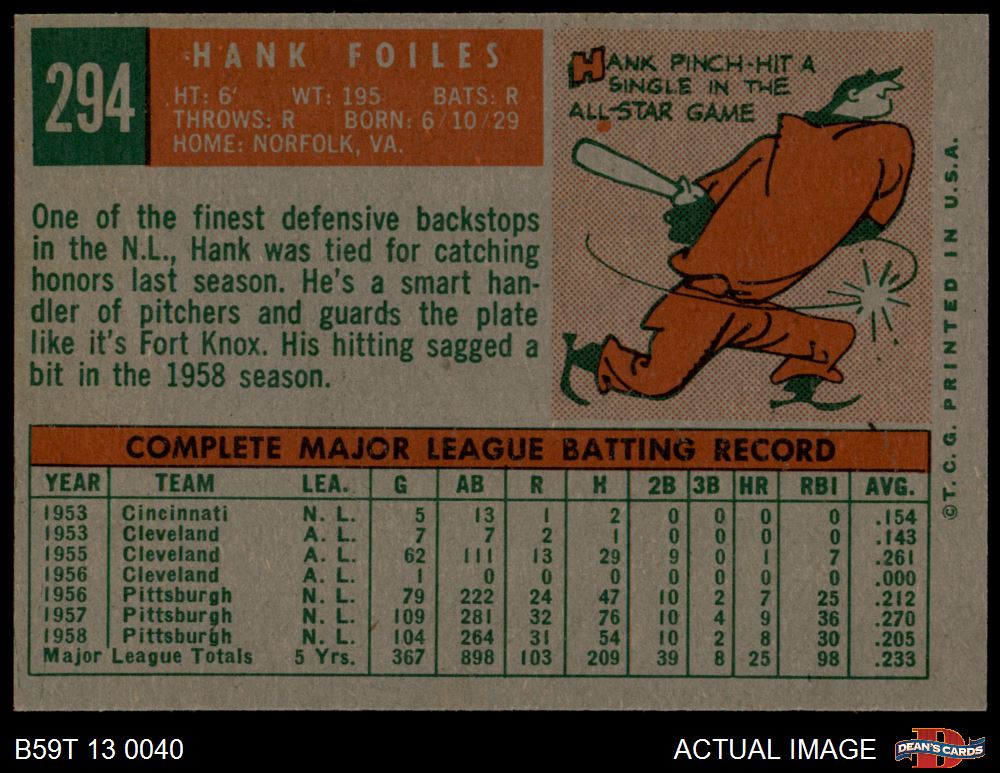 294
HANK FOILES
HT: 6' WT: 195 BATS: R
THROWS: R BORN: 6/10/29
HOME: NORFOLK, VA.
HANK PINCH-HIT A
SINGLE IN THE
ALL-STAR GAME
One of the finest defensive backstops
in the N.L., Hank was tied for catching
honors last season. He's a smart han-
dler of pitchers and guards the plate
like it's Fort Knox. His hitting sagged a
bit in the 1958 season.
COMPLETE MAJOR LEAGUE BATTING RECORD
YEAR TEAM LEA. G AB R H 2B 3B HR RBI AVG.
1953 Cincinnati N. L. 5 13 1 2 0 0 0 0 .154
1953 Cleveland A. L. 7 7 2 1 0 0 0 0 .143
1955 Cleveland A. L. 62 111 13 29 9 0 1 7 .261
1956 Cleveland A. L. 1 0 0 0 0 0 0 0 .000
1956 Pittsburgh N. L. 79 222 24 47 10 2 7 25 .212
1957 Pittsburgh N. L. 109 281 32 76 10 4 9 36 .270
1958 Pittsburgh N. L. 104 264 31 54 10 2 8 30 .205
Major League Totals 5 Yrs. 367 898 103 209 39 8 25 98 .233
©T. C. G. PRINTED IN U.S.A.
B59T 13 0040
ACTUAL IMAGE
D
DEAN'S CARDS